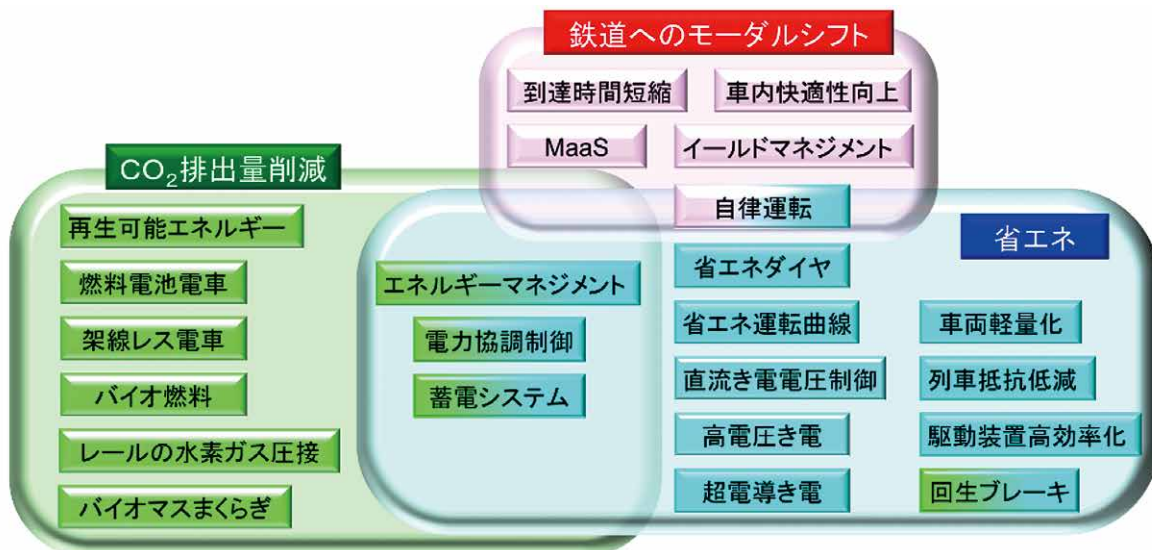 鉄道へのモーダルシフト
到達時間短縮
車内快適性向上
MaaS
イールドマネジメント
自律運転
CO₂排出量削減
再生可能エネルギー
燃料電池電車
架線レス電車
バイオ燃料
レールの水素ガス圧接
バイオマスまくらぎ
エネルギーマネジメント
電力協調制御
蓄電システム
省エネ
省エネダイヤ
省エネ運転曲線
直流き電電圧制御
高電圧き電
超電導き電
車両軽量化
列車抵抗低減
駆動装置高効率化
回生ブレーキ